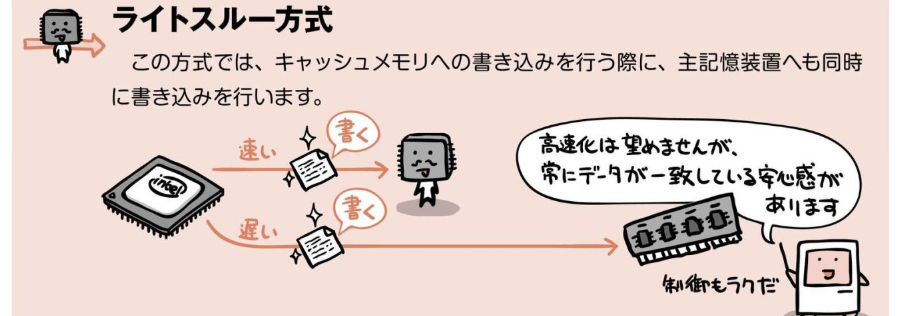 ライトスルー方式
この方式では、キャッシュメモリへの書き込みを行う際に、主記憶装置へも同時
に書き込みを行います。
速い
書く
intel
遅い
書く
高速化は望めませんが、
常にデータが一致している安心感が
あります
制御もラクだ